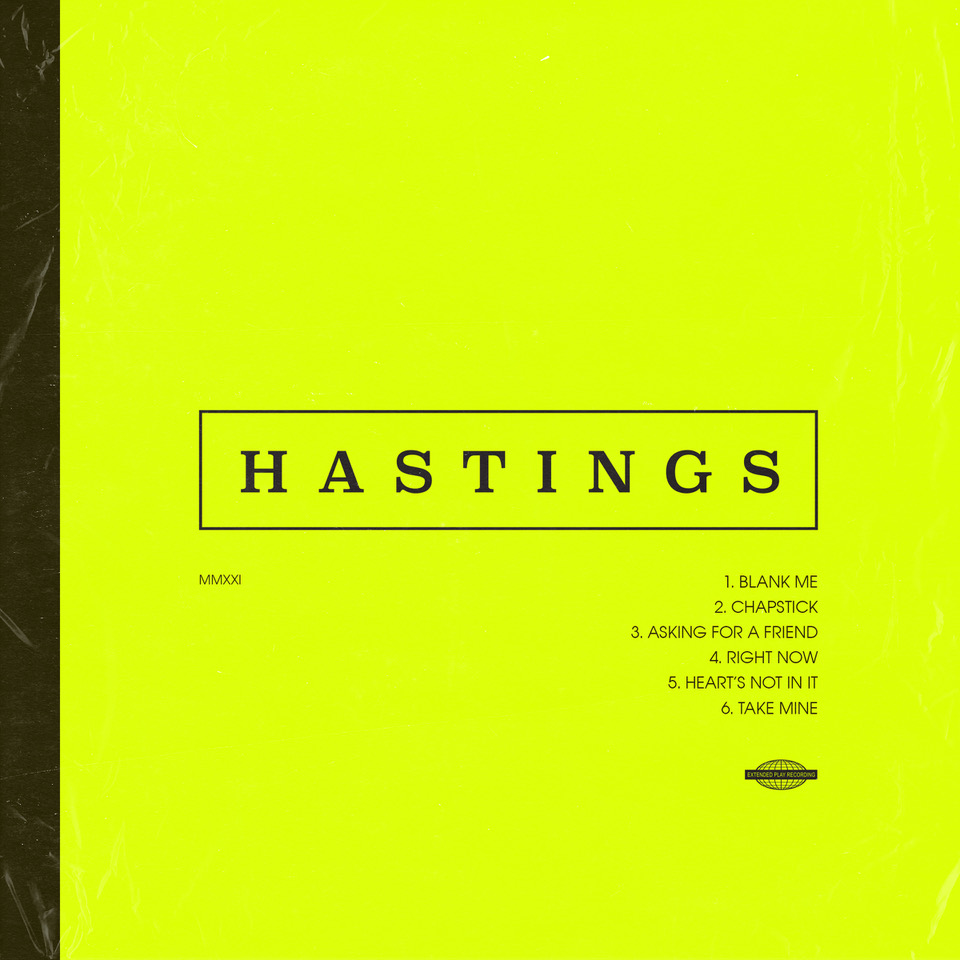 HASTINGS
MMXXI
1. BLANK ME
2. CHAPSTICK
3. ASKING FOR A FRIEND
4. RIGHT NOW
5. HEART'S NOT IN IT
6. TAKE MINE
EXTENDED PLAY RECORDING